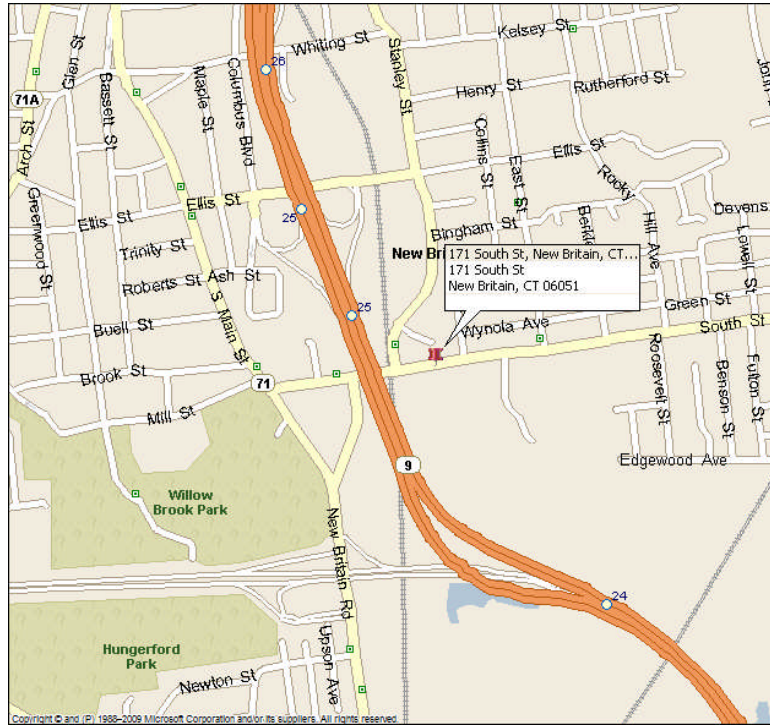 Whiting St
Kelsey St
Stanley St
Glen St
26
71A
Bassett St
Maple St
Columbus Blvd
Henry St
Rutherford St
Arch St
Collins St
East St
Ellis St
Rocky
Hill Ave
Greenwood St
Ellis St
Ellis St
25
Bingham St
Devens
Lowell St
Trinity St
New Bri
171 South St, New Britain, CT...
171 South St
New Britain, CT 06051
Roberts St
Ash St
S Main St
25
Green St
Buell St
Wynola Ave
South St
Brook St
71
Mill St
Roosevelt St
Benson St
Fulton St
9
Edgewood Ave
Willow
Brook Park
New Britain Rd
24
Hungerford
Park
Upson Ave
Newton St
Copyright © and (P) 1988–2009 Microsoft Corporation and/or its suppliers. All rights reserved.